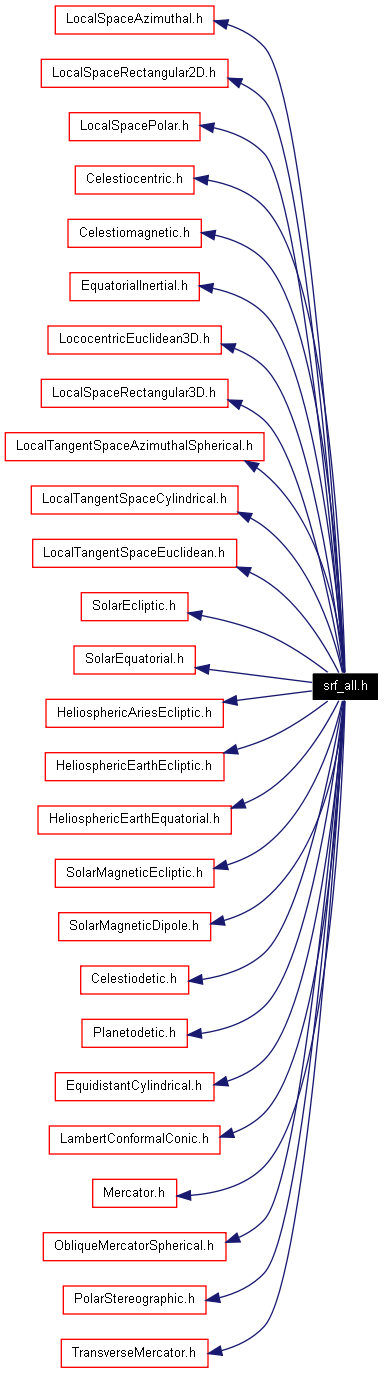 LocalSpaceAzimuthal.h
LocalSpaceRectangular2D.h
LocalSpacePolar.h
Celestiocentric.h
Celestiomagnetic.h
EquatorialInertial.h
LococentricEuclidean3D.h
LocalSpaceRectangular3D.h
LocalTangentSpaceAzimuthalSpherical.h
LocalTangentSpaceCylindrical.h
LocalTangentSpaceEuclidean.h
SolarEcliptic.h
SolarEquatorial.h
srf_all.h
HeliosphericAriesEcliptic.h
HeliosphericEarthEcliptic.h
HeliosphericEarthEquatorial.h
SolarMagneticEcliptic.h
SolarMagneticDipole.h
Celestiodetic.h
Planetodetic.h
EquidistantCylindrical.h
LambertConformalConic.h
Mercator.h
ObliqueMercatorSpherical.h
PolarStereographic.h
TransverseMercator.h